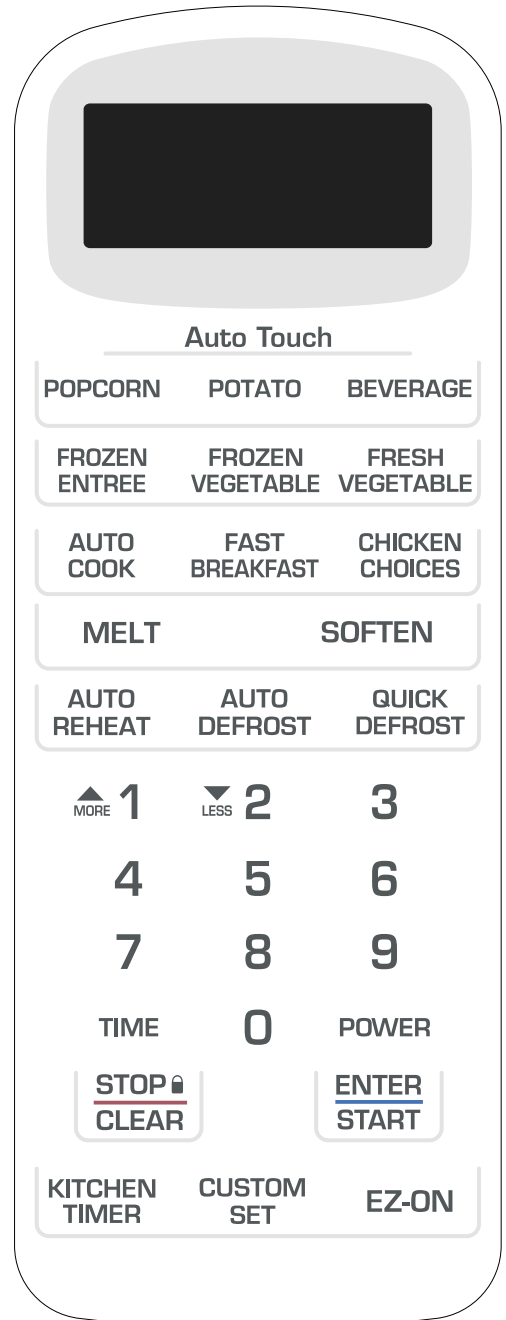 Auto Touch
POPCORN POTATO BEVERAGE
FROZEN FROZEN FRESH
ENTREE VEGETABLE VEGETABLE
AUTO FAST CHICKEN
COOK BREAKFAST CHOICES
MELT SOFTEN
AUTO AUTO QUICK
REHEAT DEFROST DEFROST
MORE 1 LESS 2 3
4 5 6
7 8 9
TIME 0 POWER
STOP ENTER
CLEAR START
KITCHEN CUSTOM EZ-ON
TIMER SET